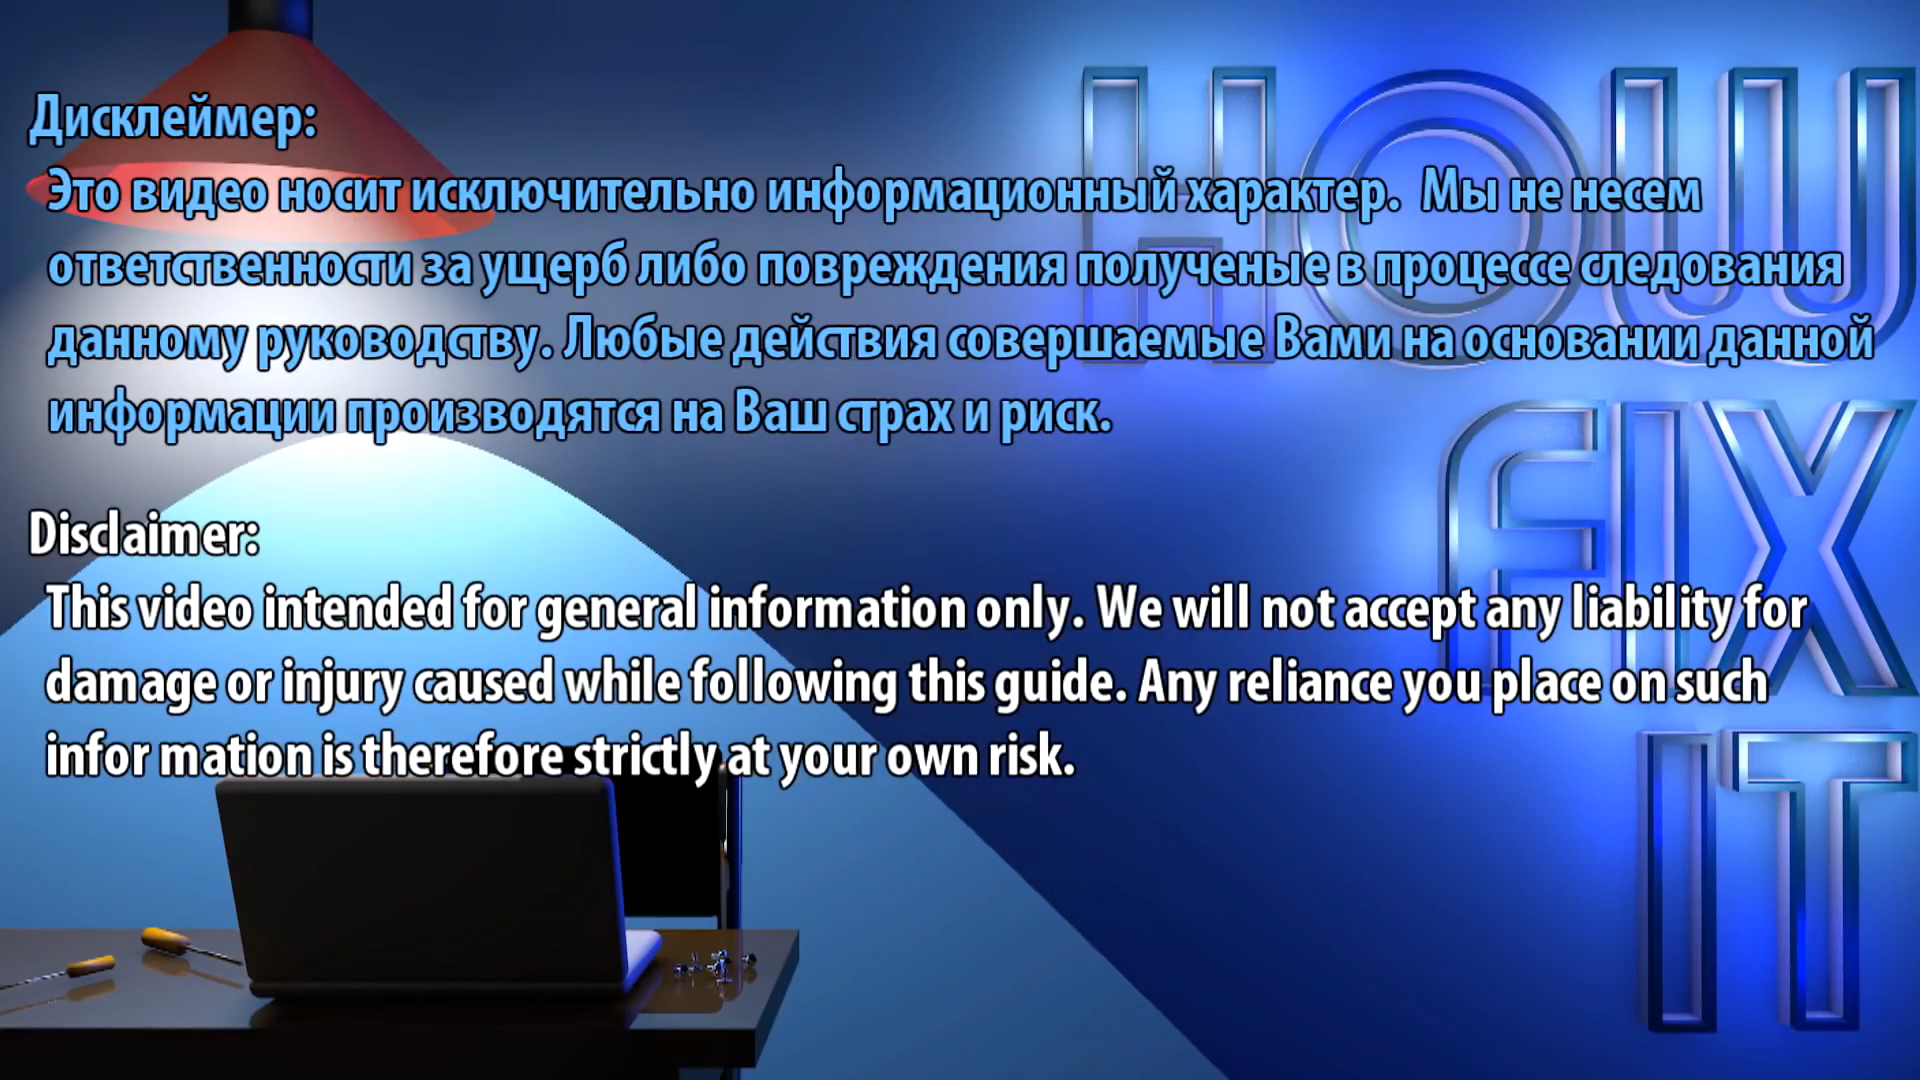 Дисклеймер:
Это видео носит исключительно информационный характер. Мы не несем
ответственности за ущерб либо повреждения полученые в процессе следования
данному руководству. Любые действия совершаемые Вами на основании данной
информации производятся на Ваш страх и риск.
Disclaimer:
This video intended for general information only. We will not accept any liability for
damage or injury caused while following this guide. Any reliance you place on such
infor mation is therefore strictly at your own risk.
HOW
FIX
IT